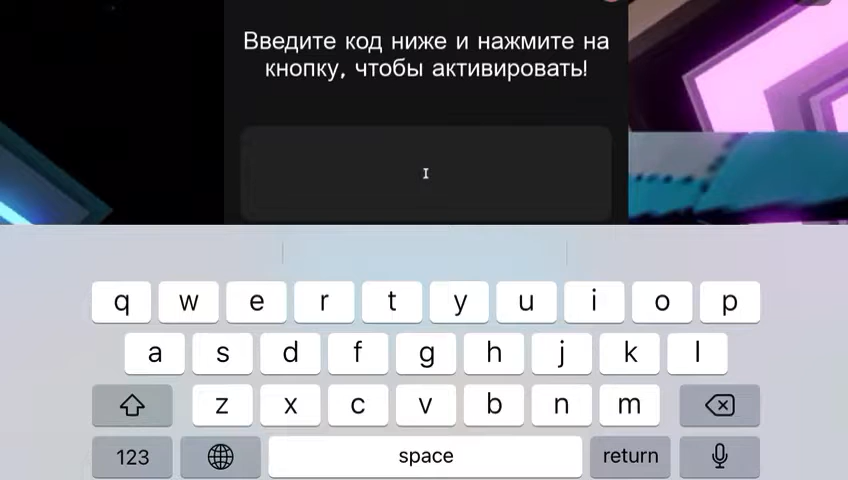 Введите код ниже и нажмите на
кнопку, чтобы активировать!
I
q w e r t y u i o p
a s d f g h j k l
z x c v b n m
123 space return